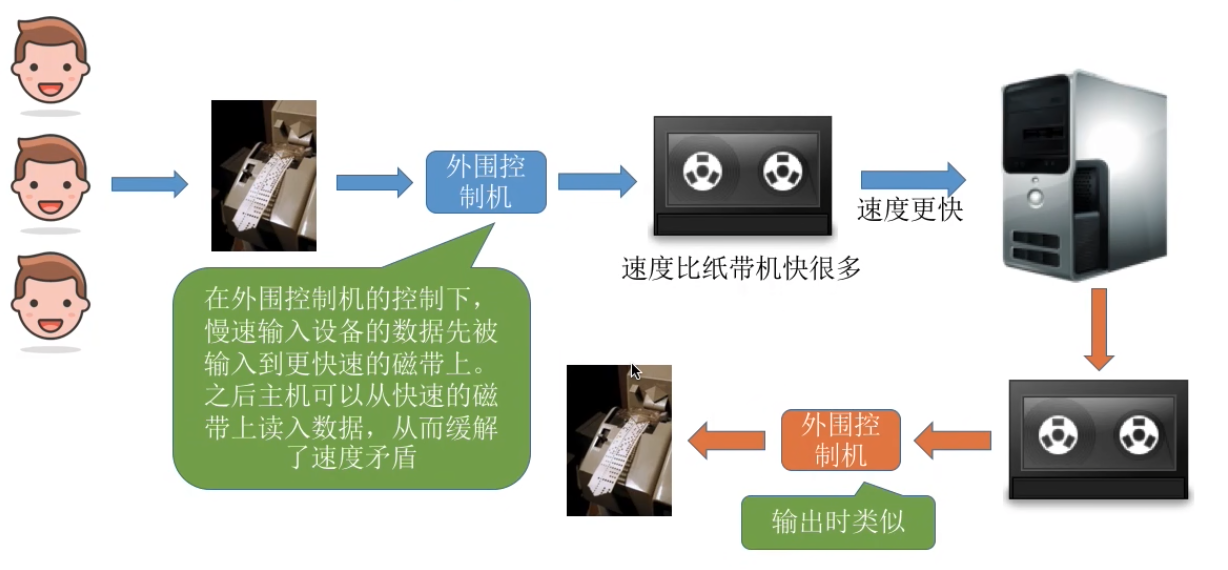 外围控
制机
速度更快
速度比纸带机快很多
在外围控制机的控制下，
慢速输入设备的数据先被
输入到更快速的磁带上。
之后主机可以从快速的磁
带上读入数据，从而缓解
了速度矛盾
外围控
制机
输出时类似